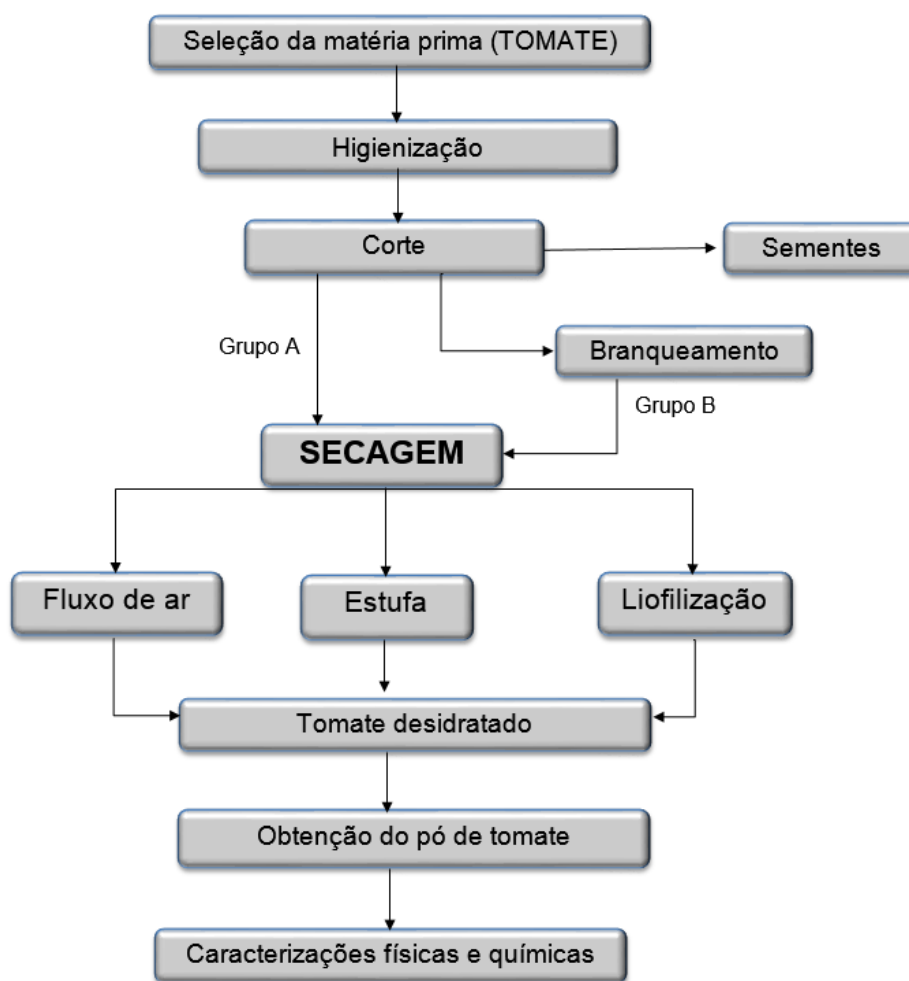 Seleção da matéria prima (TOMATE)
Higienização
Corte
Sementes
Grupo A
Branqueamento
Grupo B
SECAGEM
Fluxo de ar
Estufa
Liofilização
Tomate desidratado
Obtenção do pó de tomate
Caracterizações físicas e químicas